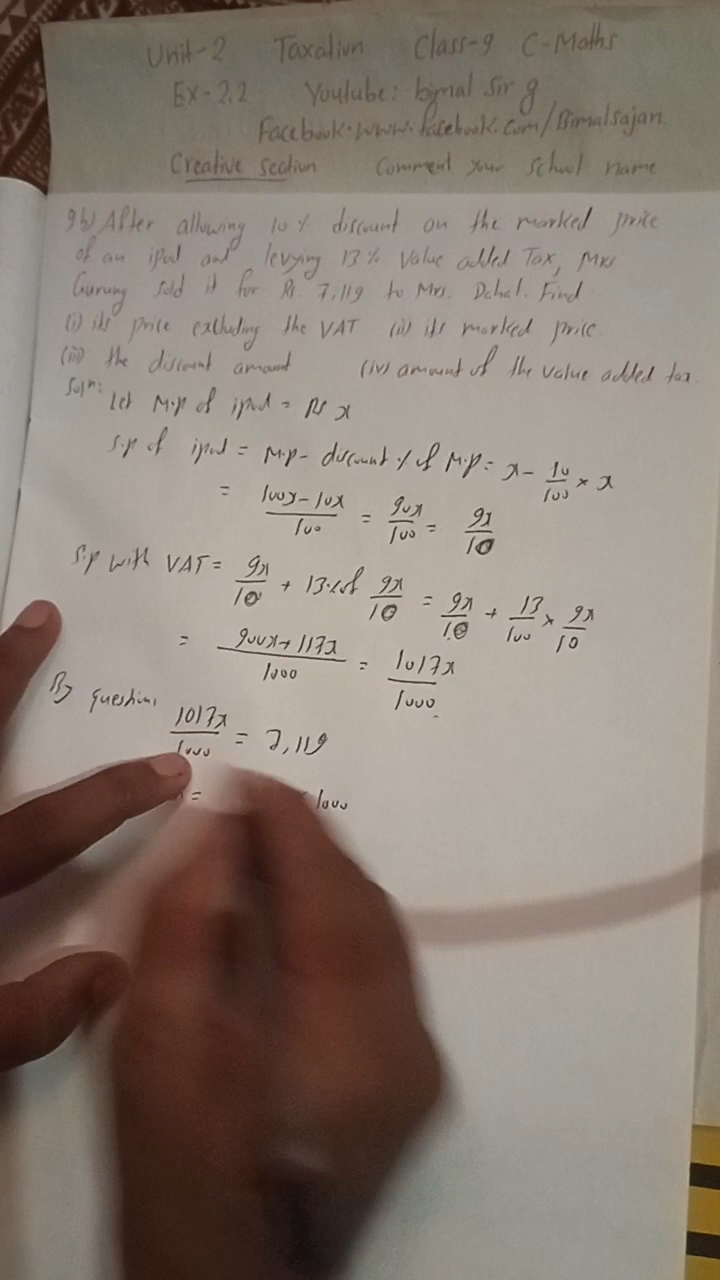 Unit-2 Taxation Class-9 C-Maths
Ex-2.2 Youtube: bimal sir g
Facebook:www.facebook.com/Bimalsajan
Creative section Comment your school name
9b) After allowing 10% discount on the marked price
of an ipod and levying 13% Value added Tax, Mrs
Gurung sold it for Rs. 7,119 to Mrs. Dahal. Find
(i) its price excluding the VAT (ii) its marked price
(iii) the discount amount (iv) amount of the value added tax
Solⁿ: Let M.p of ipod = Rs x
S.p of ipod = M.p - discount % of M.p = x - 10/100 × x
= 100x-10x/100 = 90x/100 = 9x/10
S.p with VAT = 9x/10 + 13% of 9x/10 = 9x/10 + 13/100 × 9x/10
= 900x+117x/1000 = 1017x/1000
By question, 1017x/1000 = 7,119
= 1000